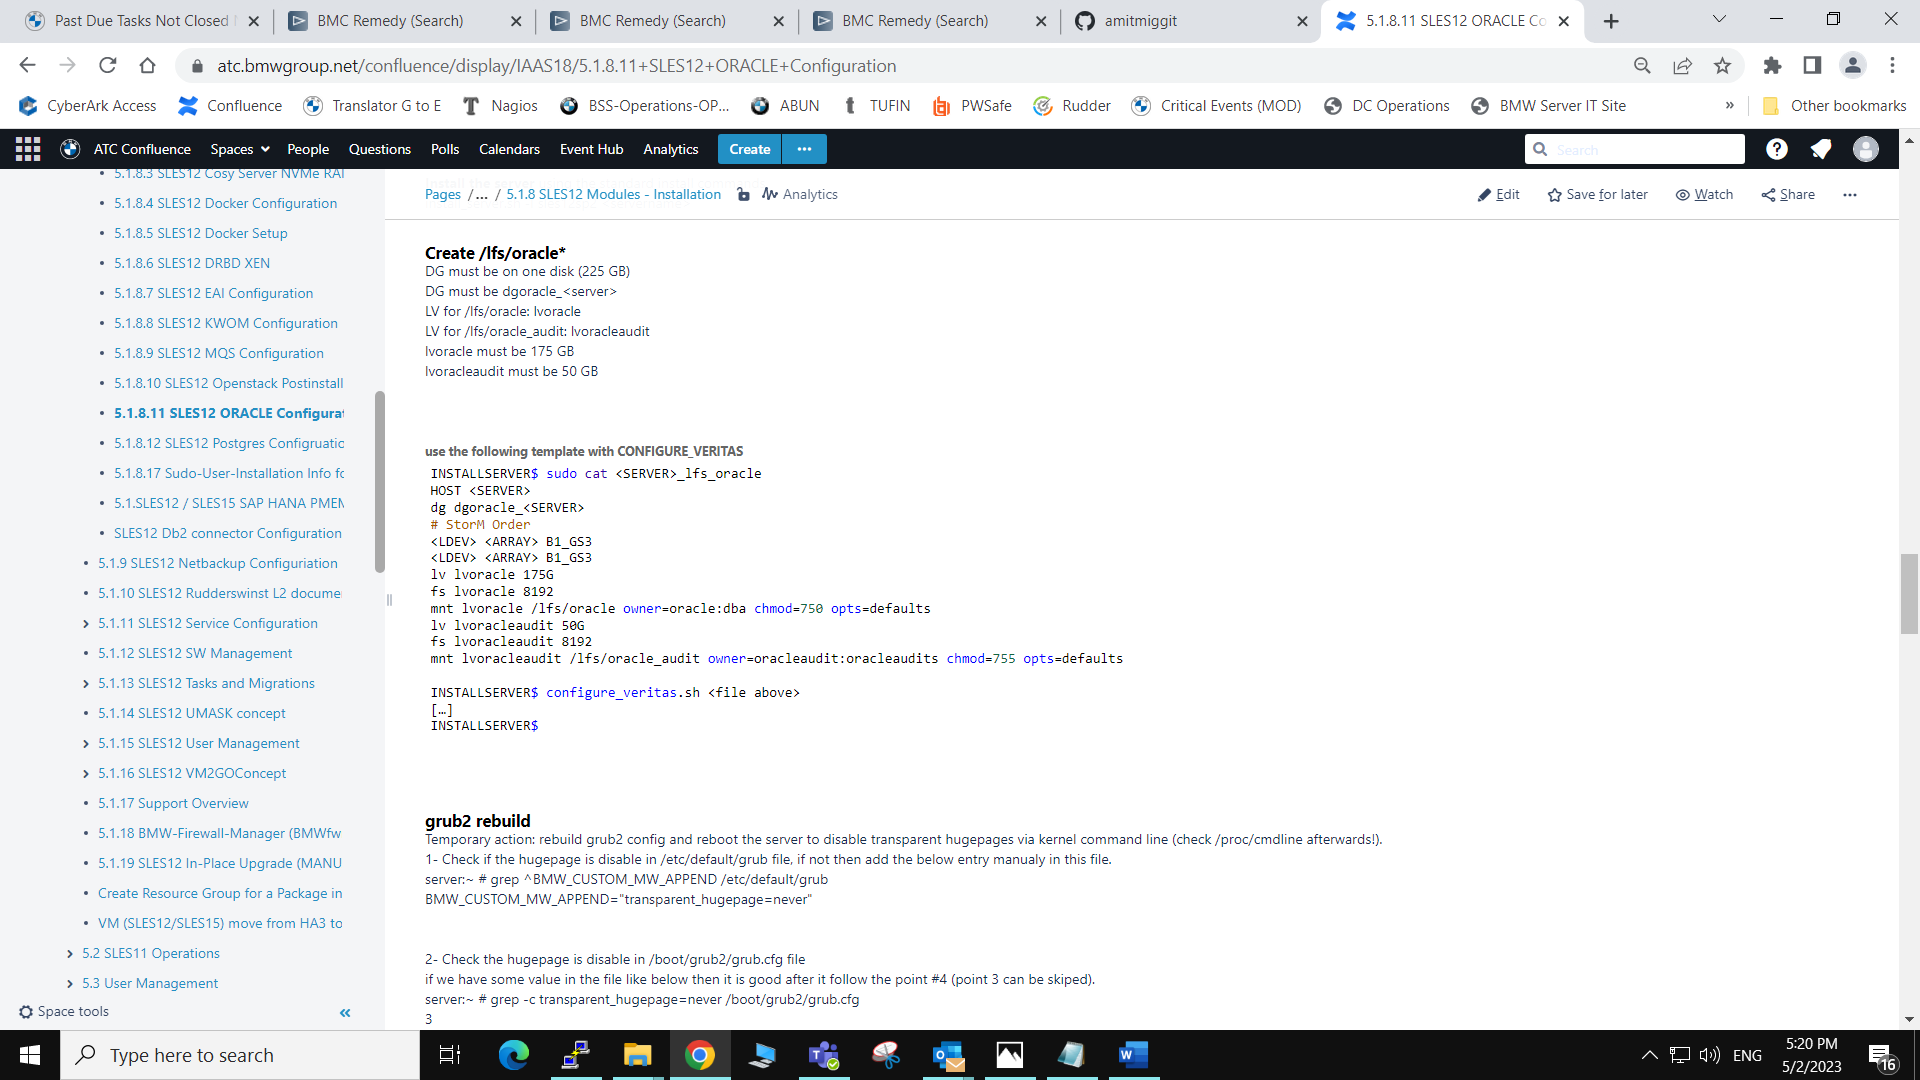 Past Due Tasks Not Closed
BMC Remedy (Search)
BMC Remedy (Search)
BMC Remedy (Search)
amitmiggit
5.1.8.11 SLES12 ORACLE Co
atc.bmwgroup.net/confluence/display/IAAS18/5.1.8.11+SLES12+ORACLE+Configuration
CyberArk Access
Confluence
Translator G to E
Nagios
BSS-Operations-OP...
ABUN
TUFIN
PWSafe
Rudder
Critical Events (MOD)
DC Operations
BMW Server IT Site
»
Other bookmarks
ATC Confluence
Spaces
People
Questions
Polls
Calendars
Event Hub
Analytics
Create
Search
5.1.8.3 SLES12 Cosy Server NVMe RAI
5.1.8.4 SLES12 Docker Configuration
5.1.8.5 SLES12 Docker Setup
5.1.8.6 SLES12 DRBD XEN
5.1.8.7 SLES12 EAI Configuration
5.1.8.8 SLES12 KWOM Configuration
5.1.8.9 SLES12 MQS Configuration
5.1.8.10 SLES12 Openstack Postinstall
5.1.8.11 SLES12 ORACLE Configurat
5.1.8.12 SLES12 Postgres Configruatio
5.1.8.17 Sudo-User-Installation Info fo
5.1.SLES12 / SLES15 SAP HANA PMEM
SLES12 Db2 connector Configuration
5.1.9 SLES12 Netbackup Configuriation
5.1.10 SLES12 Rudderswinst L2 docume
5.1.11 SLES12 Service Configuration
5.1.12 SLES12 SW Management
5.1.13 SLES12 Tasks and Migrations
5.1.14 SLES12 UMASK concept
5.1.15 SLES12 User Management
5.1.16 SLES12 VM2GOConcept
5.1.17 Support Overview
5.1.18 BMW-Firewall-Manager (BMWfw
5.1.19 SLES12 In-Place Upgrade (MANU
Create Resource Group for a Package in
VM (SLES12/SLES15) move from HA3 to
5.2 SLES11 Operations
5.3 User Management
Space tools
«
Pages /... / 5.1.8 SLES12 Modules - Installation
Analytics
Edit
Save for later
Watch
Share
Create /lfs/oracle*
DG must be on one disk (225 GB)
DG must be dgoracle_<server>
LV for /lfs/oracle: lvoracle
LV for /lfs/oracle_audit: lvoracleaudit
lvoracle must be 175 GB
lvoracleaudit must be 50 GB
use the following template with CONFIGURE_VERITAS
INSTALLSERVER$ sudo cat <SERVER>_lfs_oracle
HOST <SERVER>
dg dgoracle_<SERVER>
# StorM Order
<LDEV> <ARRAY> B1_GS3
<LDEV> <ARRAY> B1_GS3
lv lvoracle 175G
fs lvoracle 8192
mnt lvoracle /lfs/oracle owner=oracle:dba chmod=750 opts=defaults
lv lvoracleaudit 50G
fs lvoracleaudit 8192
mnt lvoracleaudit /lfs/oracle_audit owner=oracleaudit:oracleaudits chmod=755 opts=defaults
INSTALLSERVER$ configure_veritas.sh <file above>
[…]
INSTALLSERVER$
grub2 rebuild
Temporary action: rebuild grub2 config and reboot the server to disable transparent hugepages via kernel command line (check /proc/cmdline afterwards!).
1- Check if the hugepage is disable in /etc/default/grub file, if not then add the below entry manualy in this file.
server:~ # grep ^BMW_CUSTOM_MW_APPEND /etc/default/grub
BMW_CUSTOM_MW_APPEND="transparent_hugepage=never"
2- Check the hugepage is disable in /boot/grub2/grub.cfg file
if we have some value in the file like below then it is good after it follow the point #4 (point 3 can be skiped).
server:~ # grep -c transparent_hugepage=never /boot/grub2/grub.cfg
3
Type here to search
ENG
5:20 PM
5/2/2023
16